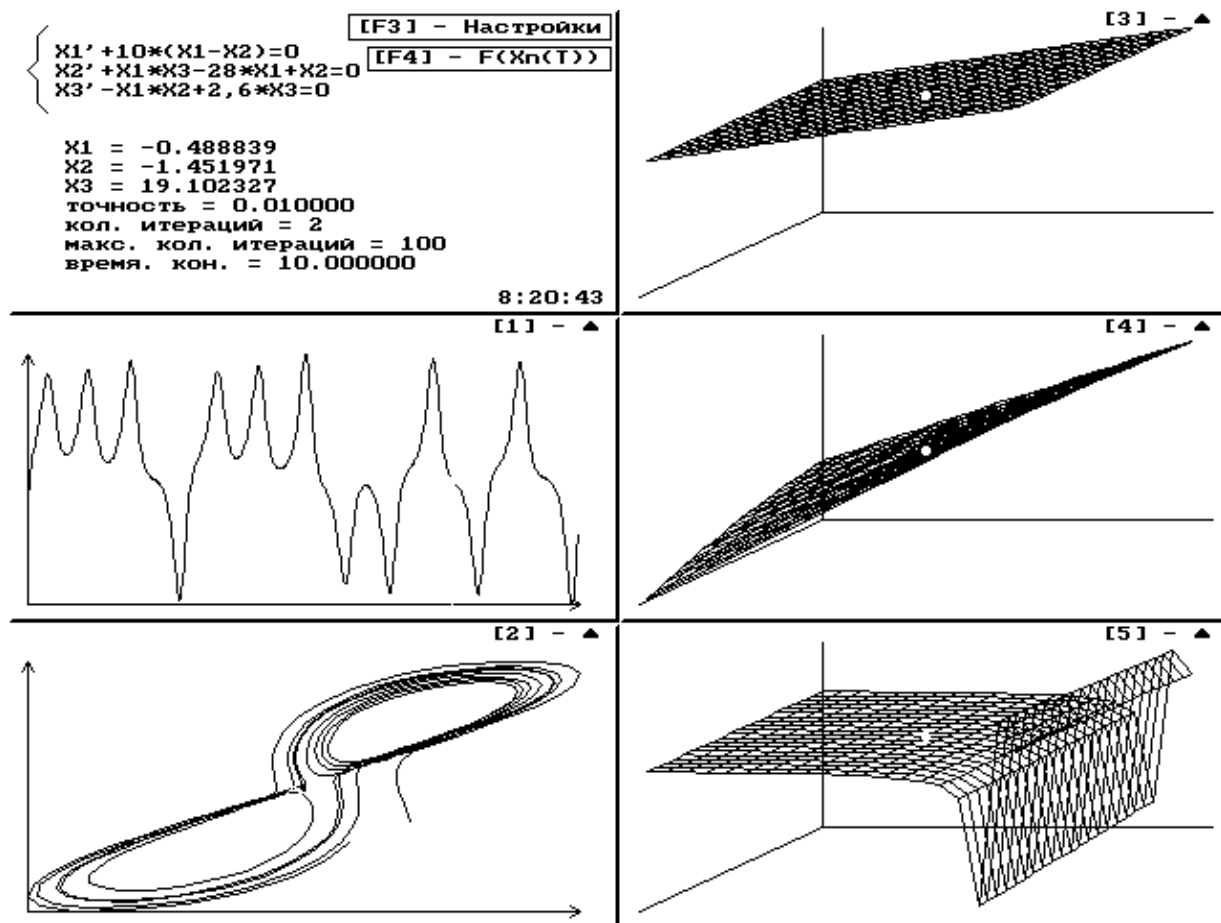 [F3] - Настройки
X1'+10*(X1-X2)=0
[F4] - F(Xn(T))
X2'+X1*X3-28*X1+X2=0
X3'-X1*X2+2,6*X3=0
X1 = -0.488839
X2 = -1.451971
X3 = 19.102327
точность = 0.010000
кол. итераций = 2
макс. кол. итераций = 100
время. кон. = 10.000000
8:20:43
[3] - ▲
[1] - ▲
[4] - ▲
[2] - ▲
[5] - ▲